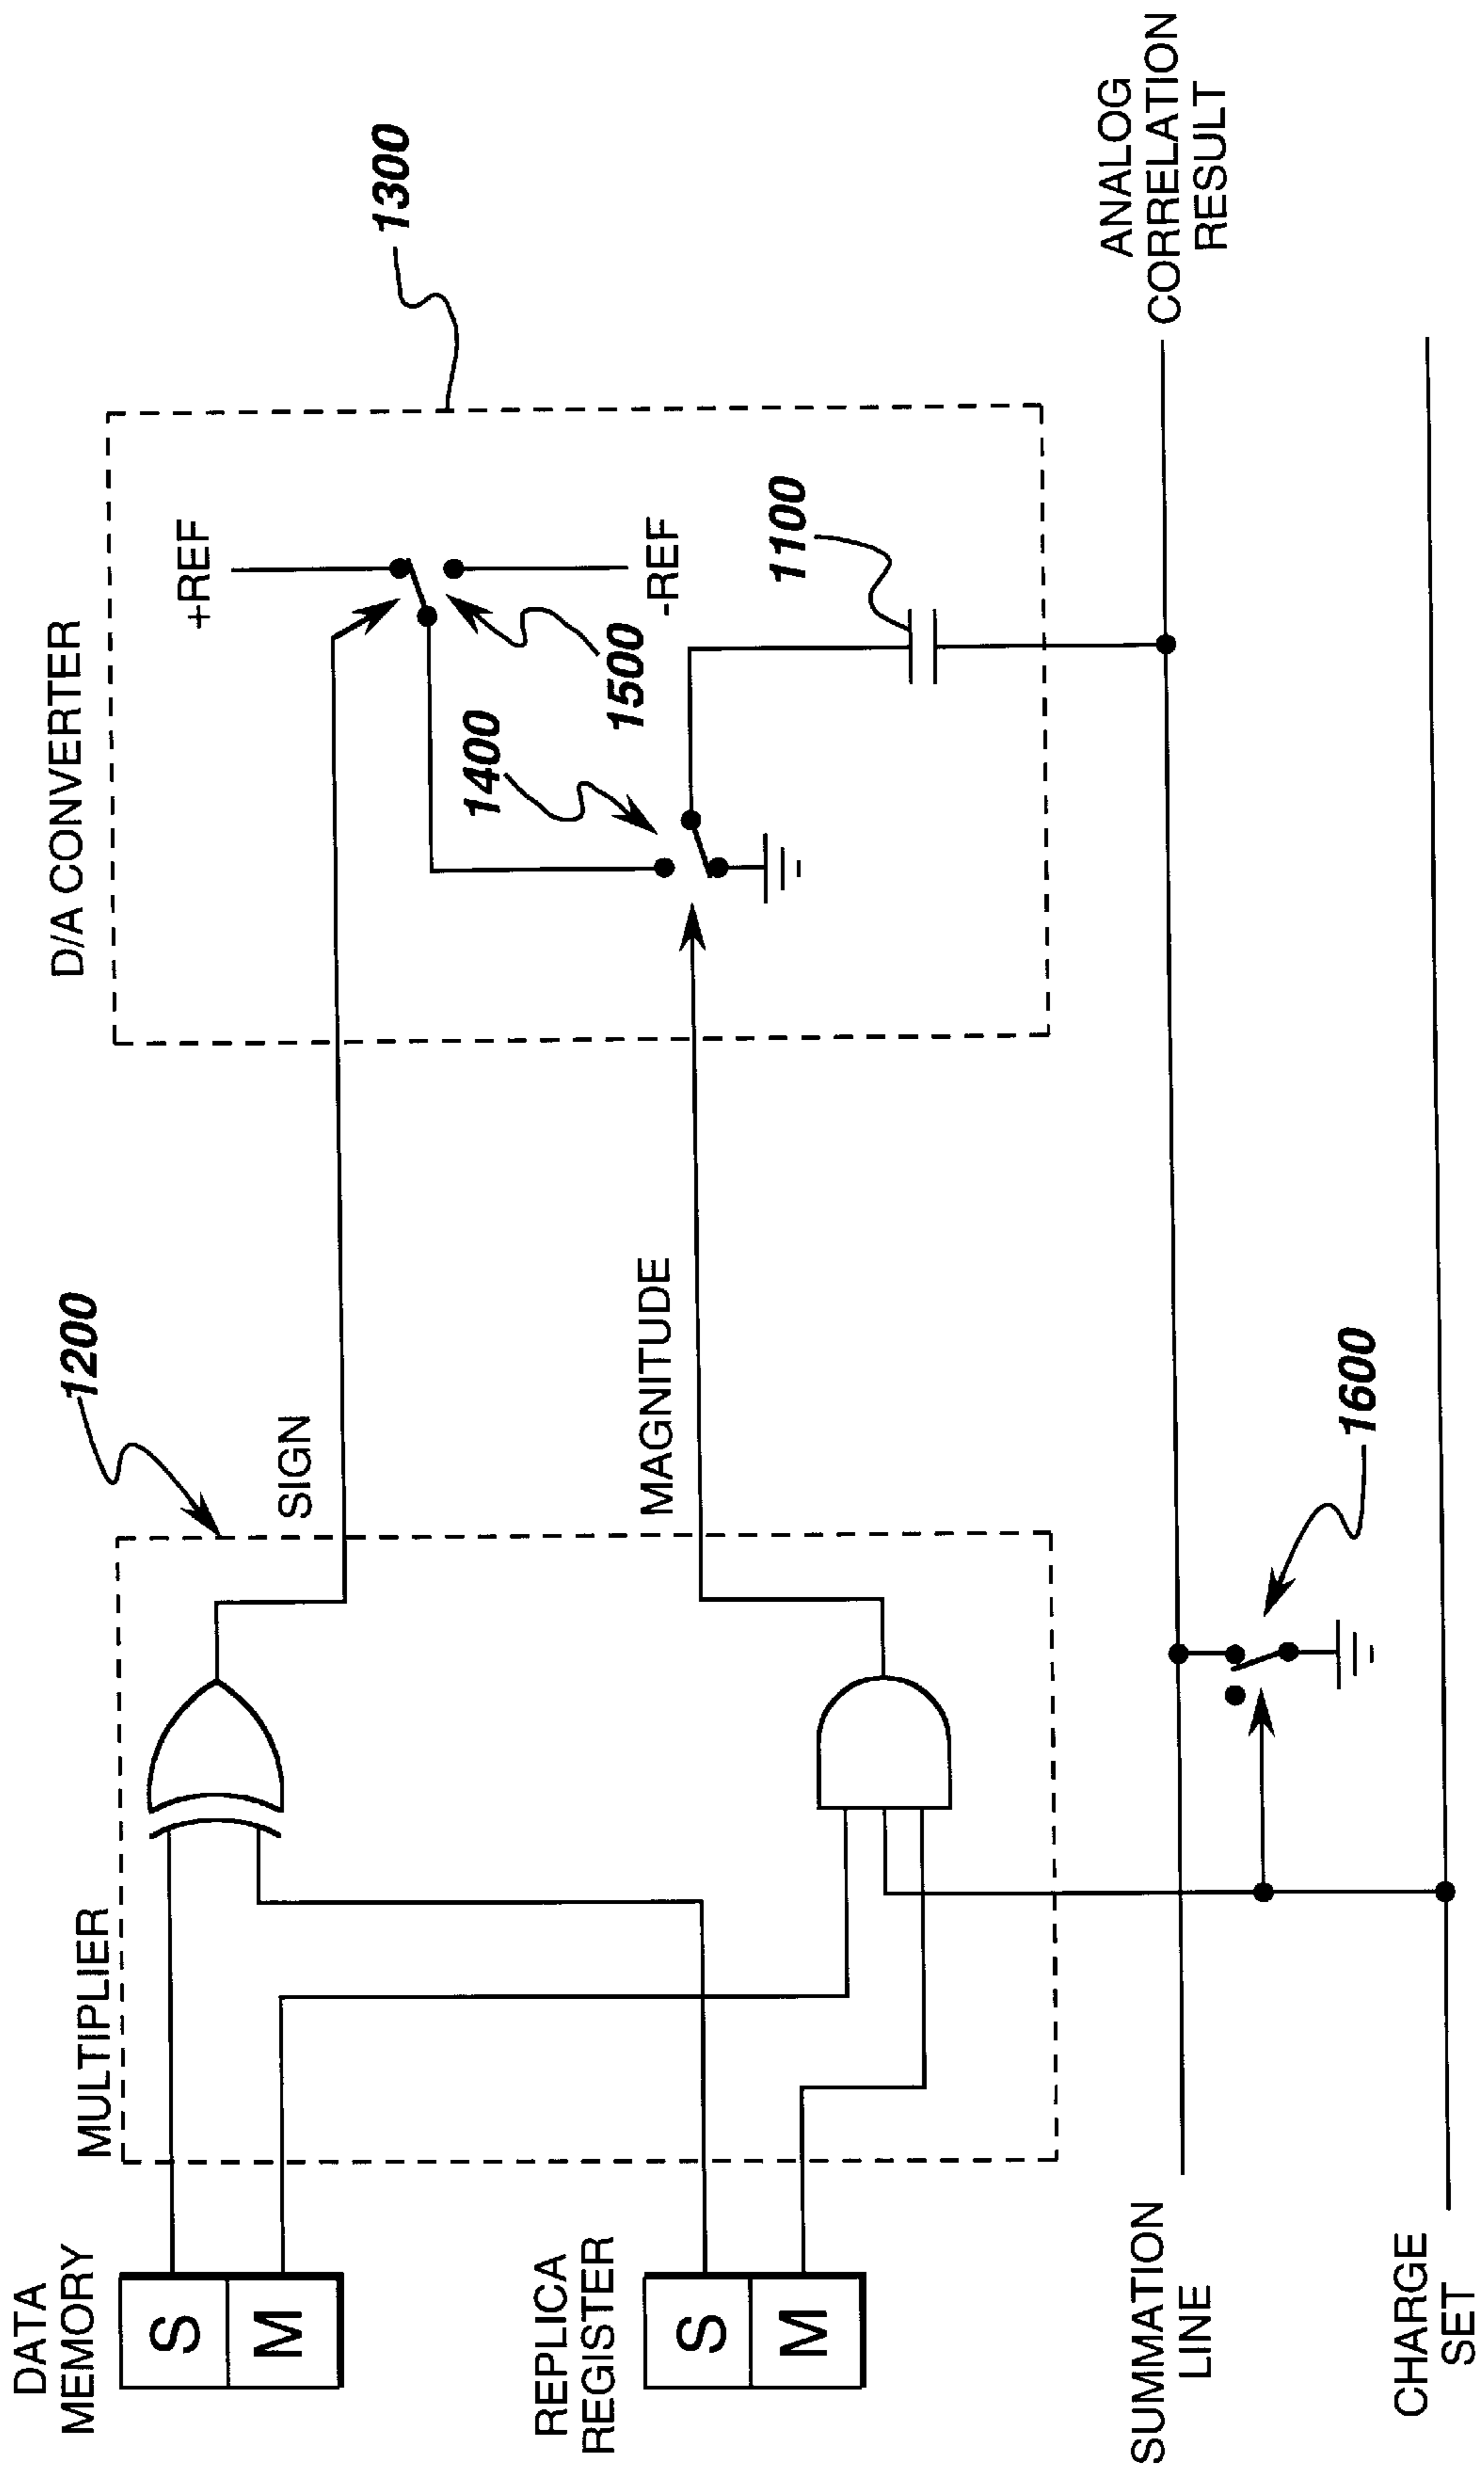 DATA
MEMORY
S
M
MULTIPLIER
1200
SIGN
D/A CONVERTER
+REF
1300
1500
1400
-REF
1100
REPLICA
REGISTER
S
M
MAGNITUDE
SUMMATION
LINE
1600
ANALOG
CORRELATION
RESULT
CHARGE
SET